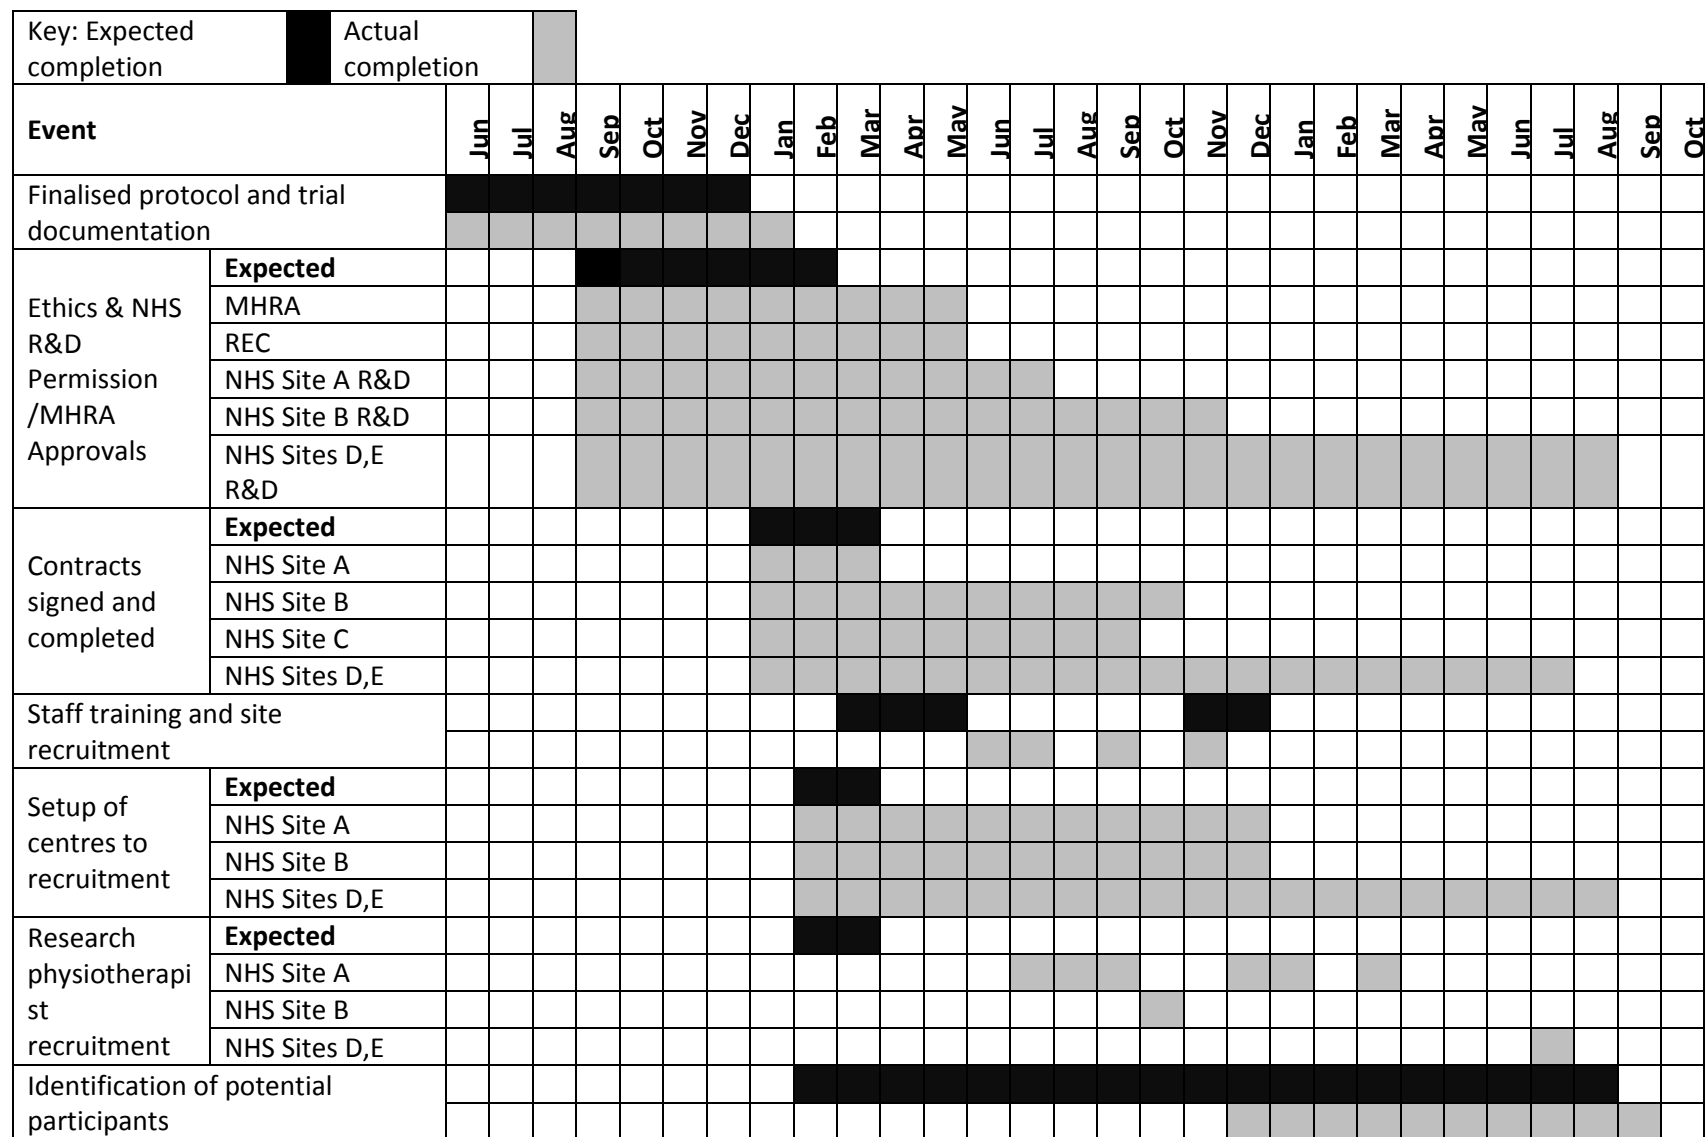 Key: Expected completion
Actual completion
Event
Jun Jul Aug Sep Oct Nov Dec Jan Feb Mar Apr May Jun Jul Aug Sep Oct Nov Dec Jan Feb Mar Apr May Jun Jul Aug Sep Oct
Finalised protocol and trial
documentation
Ethics & NHS
R&D
Permission
/MHRA
Approvals
Expected
MHRA
REC
NHS Site A R&D
NHS Site B R&D
NHS Sites D,E
R&D
Contracts
signed and
completed
Expected
NHS Site A
NHS Site B
NHS Site C
NHS Sites D,E
Staff training and site
recruitment
Setup of
centres to
recruitment
Expected
NHS Site A
NHS Site B
NHS Sites D,E
Research
physiotherapi
st
recruitment
Expected
NHS Site A
NHS Site B
NHS Sites D,E
Identification of potential
participants